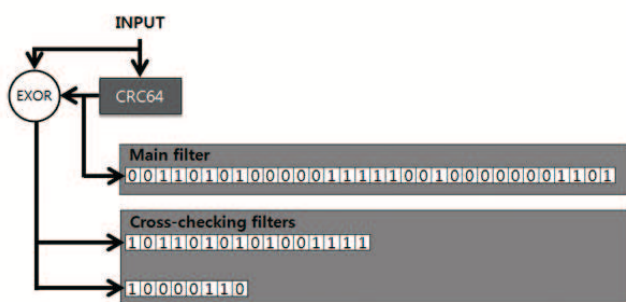 INPUT
EXOR
CRC64
Main filter
0 0 1 1 0 1 0 1 0 0 0 0 0 1 1 1 1 1 0 0 1 0 0 0 0 0 0 0 1 1 0 1
Cross-checking filters
1 0 1 1 0 1 0 1 0 1 0 0 1 1 1 1
1 0 0 0 0 1 1 0